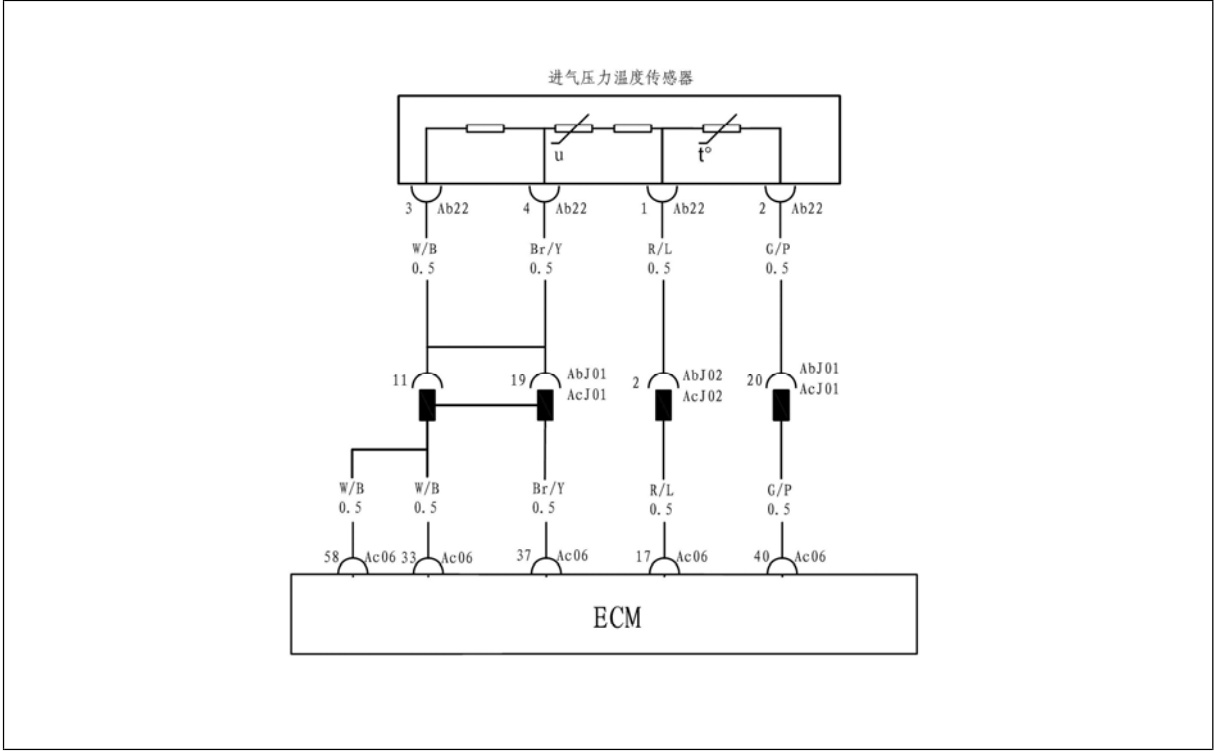 进气压力温度传感器
u
t°
3 Ab22 4 Ab22 1 Ab22 2 Ab22
W/B Br/Y R/L G/P
0.5 0.5 0.5 0.5
11 19 AbJ01 2 AbJ02 20 AbJ01
AcJ01 AcJ02 AcJ01
W/B W/B Br/Y R/L G/P
0.5 0.5 0.5 0.5 0.5
58 Ac06 33 Ac06 37 Ac06 17 Ac06 40 Ac06
ECM